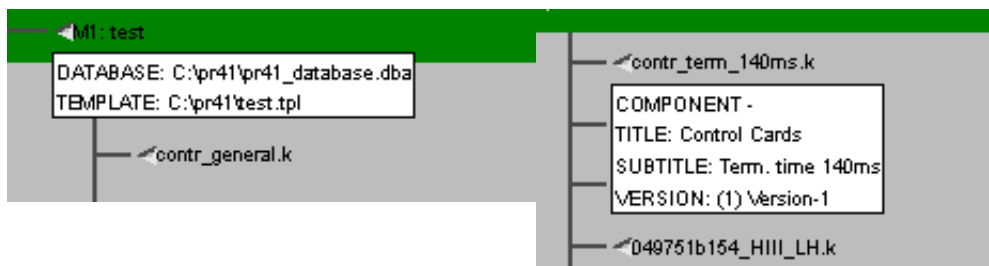 M1: test
DATABASE: C:\pr41\pr41_database.dba
TEMPLATE: C:\pr41\test.tpl
contr_general.k
contr_term_140ms.k
COMPONENT -
TITLE: Control Cards
SUBTITLE: Term. time 140ms
VERSION: (1) Version-1
049751b154_HIII_LH.k